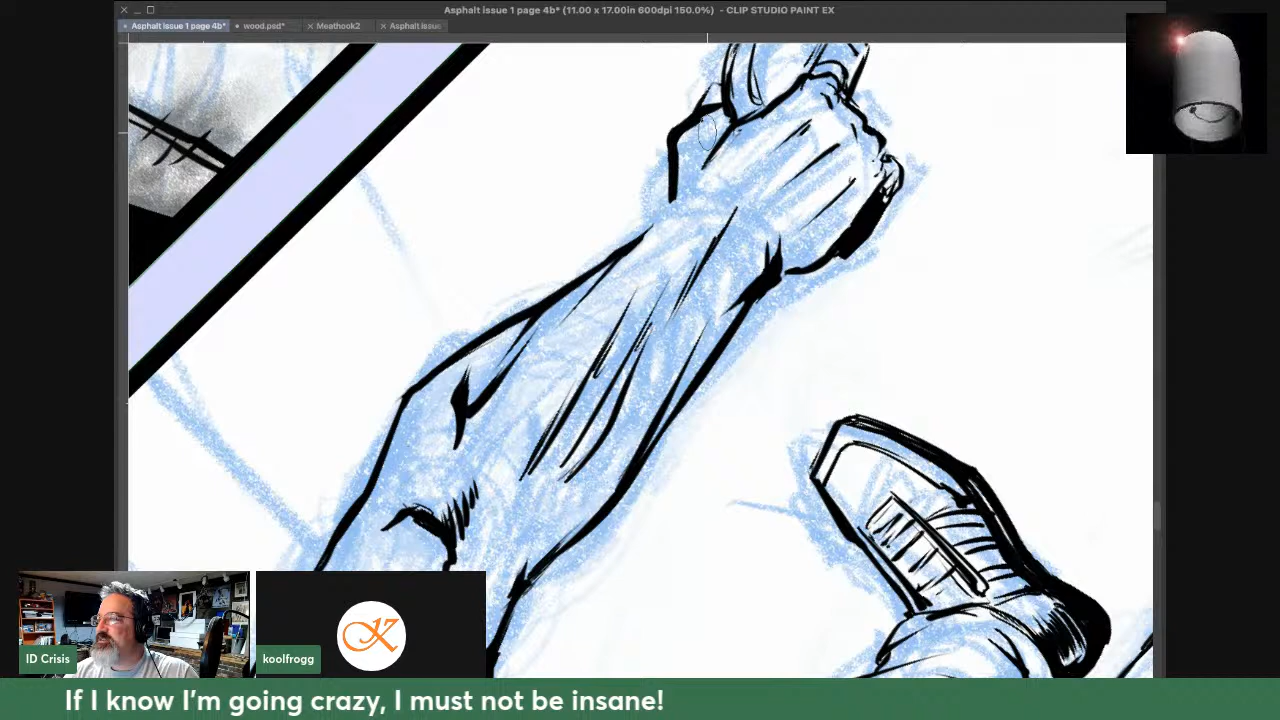 Asphalt issue 1 page 4b* (11.00 x 17.00in 600dpi 150.0%) - CLIP STUDIO PAINT EX
Asphalt issue 1 page 4b*
wood.psd*
Meathook2
Asphalt issue
K
ID Crisis
koolfrogg
If I know I'm going crazy, I must not be insane!